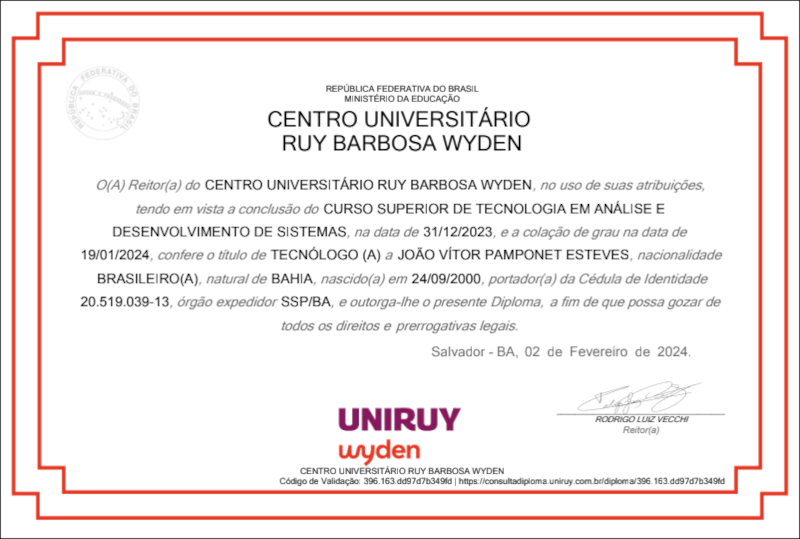 REPÚBLICA FEDERATIVA DO BRASIL
REPÚBLICA FEDERATIVA DO BRASIL
MINISTÉRIO DA EDUCAÇÃO
CENTRO UNIVERSITÁRIO
RUY BARBOSA WYDEN
O(A) Reitor(a) do CENTRO UNIVERSITÁRIO RUY BARBOSA WYDEN, no uso de suas atribuições,
tendo em vista a conclusão do CURSO SUPERIOR DE TECNOLOGIA EM ANÁLISE E
DESENVOLVIMENTO DE SISTEMAS, na data de 31/12/2023, e a colação de grau na data de
19/01/2024, confere o título de TECNÓLOGO (A) a JOÃO VÍTOR PAMPONET ESTEVES, nacionalidade
BRASILEIRO(A), natural de BAHIA, nascido(a) em 24/09/2000, portador(a) da Cédula de Identidade
20.519.039-13, órgão expedidor SSP/BA, e outorga-lhe o presente Diploma, a fim de que possa gozar de
todos os direitos e prerrogativas legais.
Salvador - BA, 02 de Fevereiro de 2024.
RODRIGO LUIZ VECCHI
Reitor(a)
UNIRUY
wyden
CENTRO UNIVERSITÁRIO RUY BARBOSA WYDEN
Código de Validação: 396.163.dd97d7b349fd | https://consultadiploma.uniruy.com.br/diploma/396.163.dd97d7b349fd